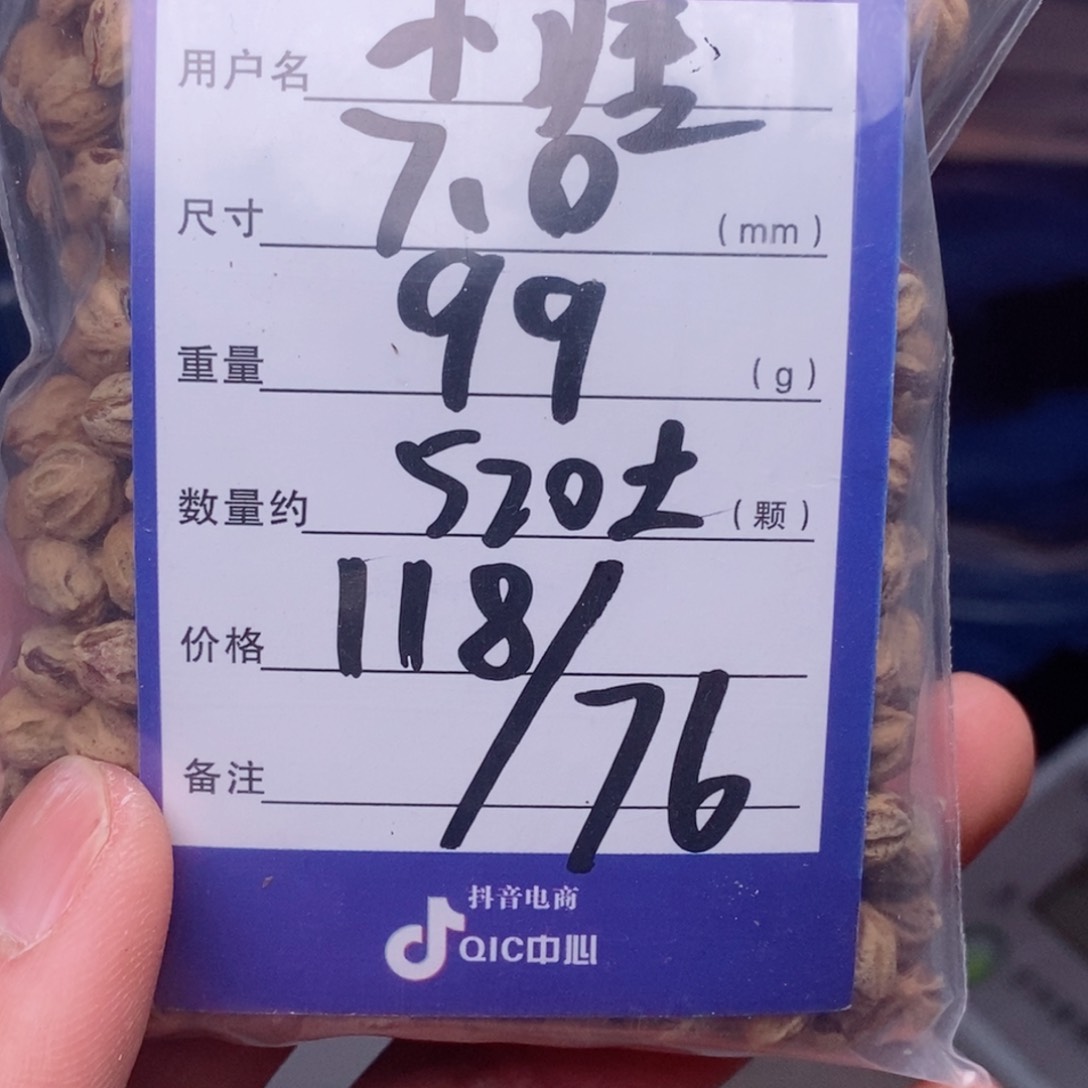 用户名
尺寸 7.0 (mm)
重量 99 (g)
数量约 520± (颗)
价格 118/76
备注
抖音电商
QIC中心